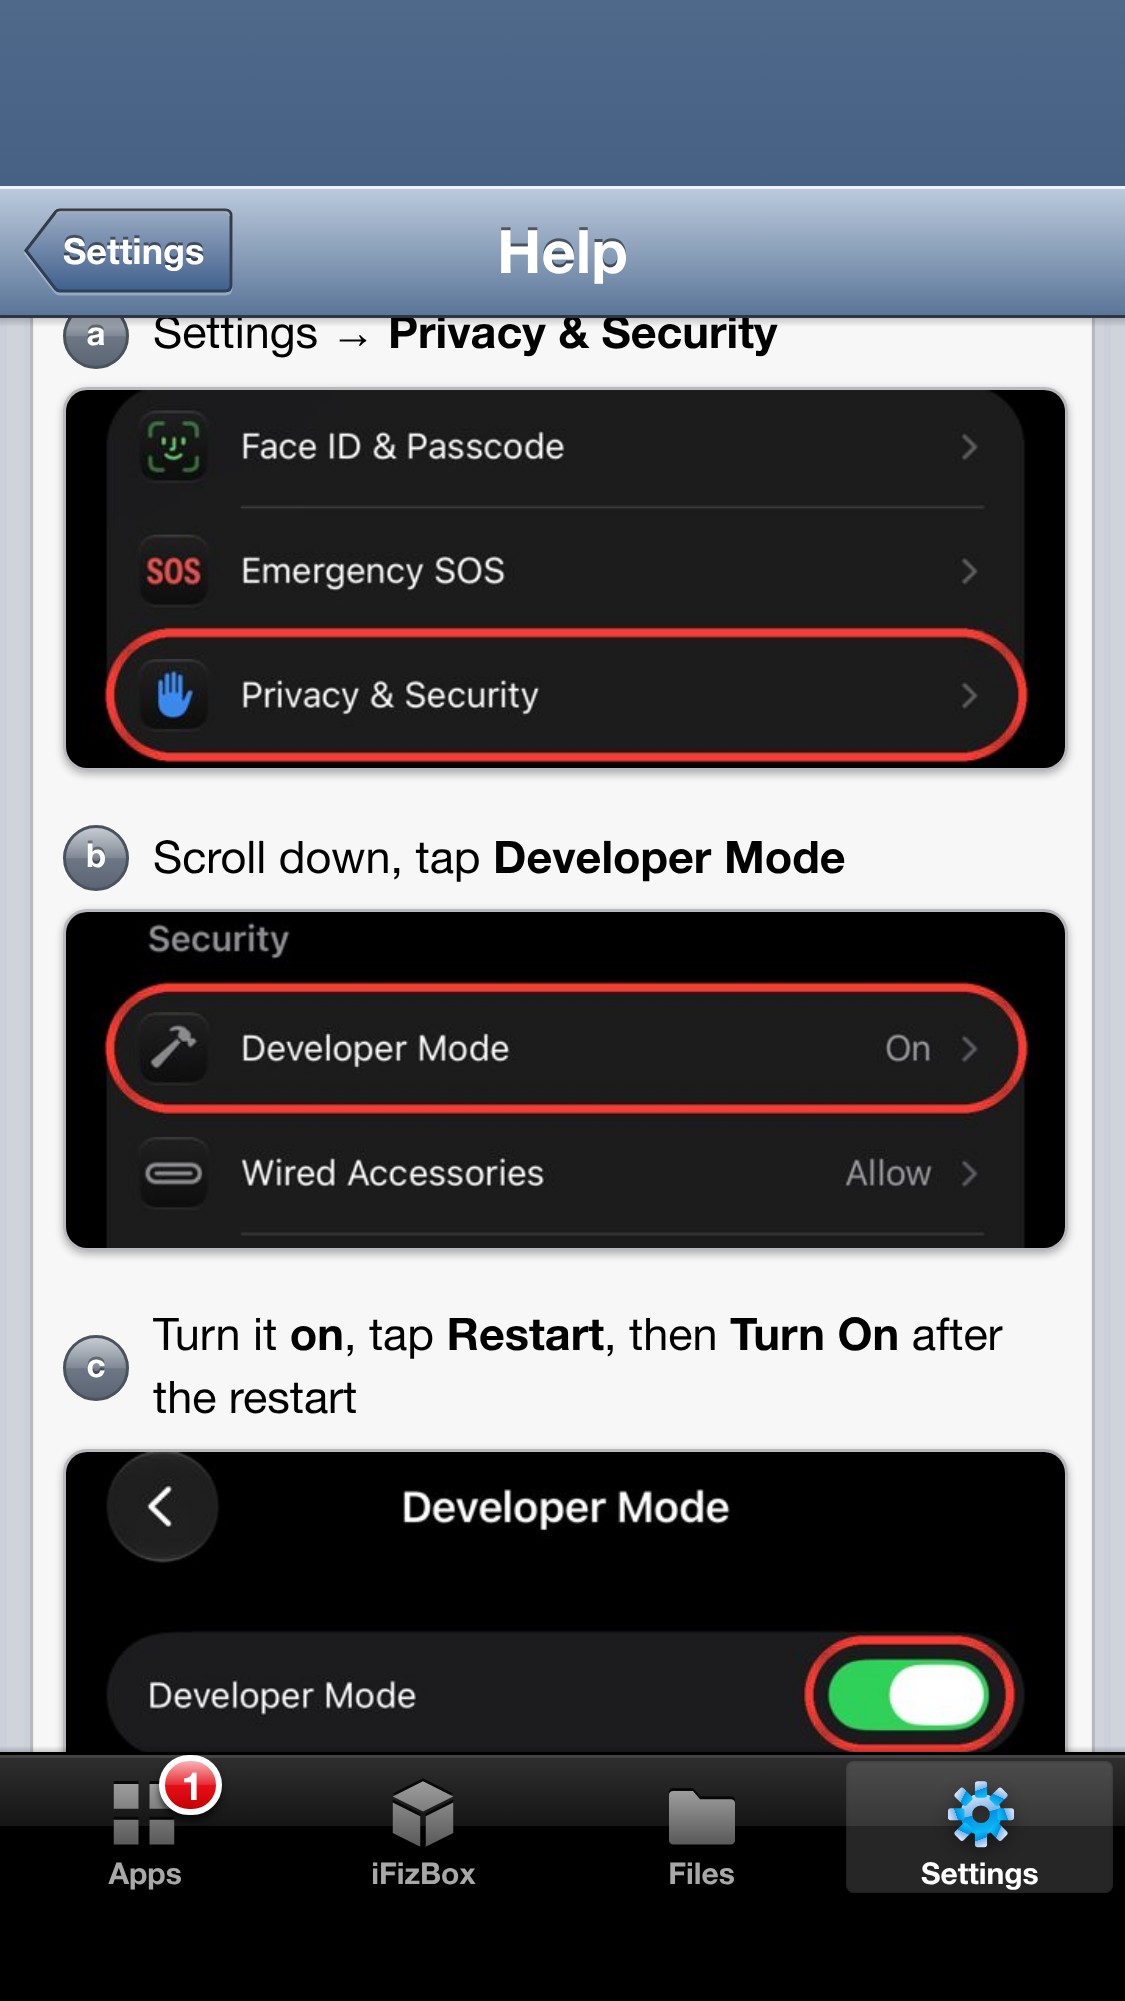 Settings
Help
a Settings → Privacy & Security
Face ID & Passcode
SOS Emergency SOS
Privacy & Security
b Scroll down, tap Developer Mode
Security
Developer Mode On
Wired Accessories Allow
c Turn it on, tap Restart, then Turn On after
the restart
Developer Mode
Developer Mode
1
Apps iFizBox Files Settings